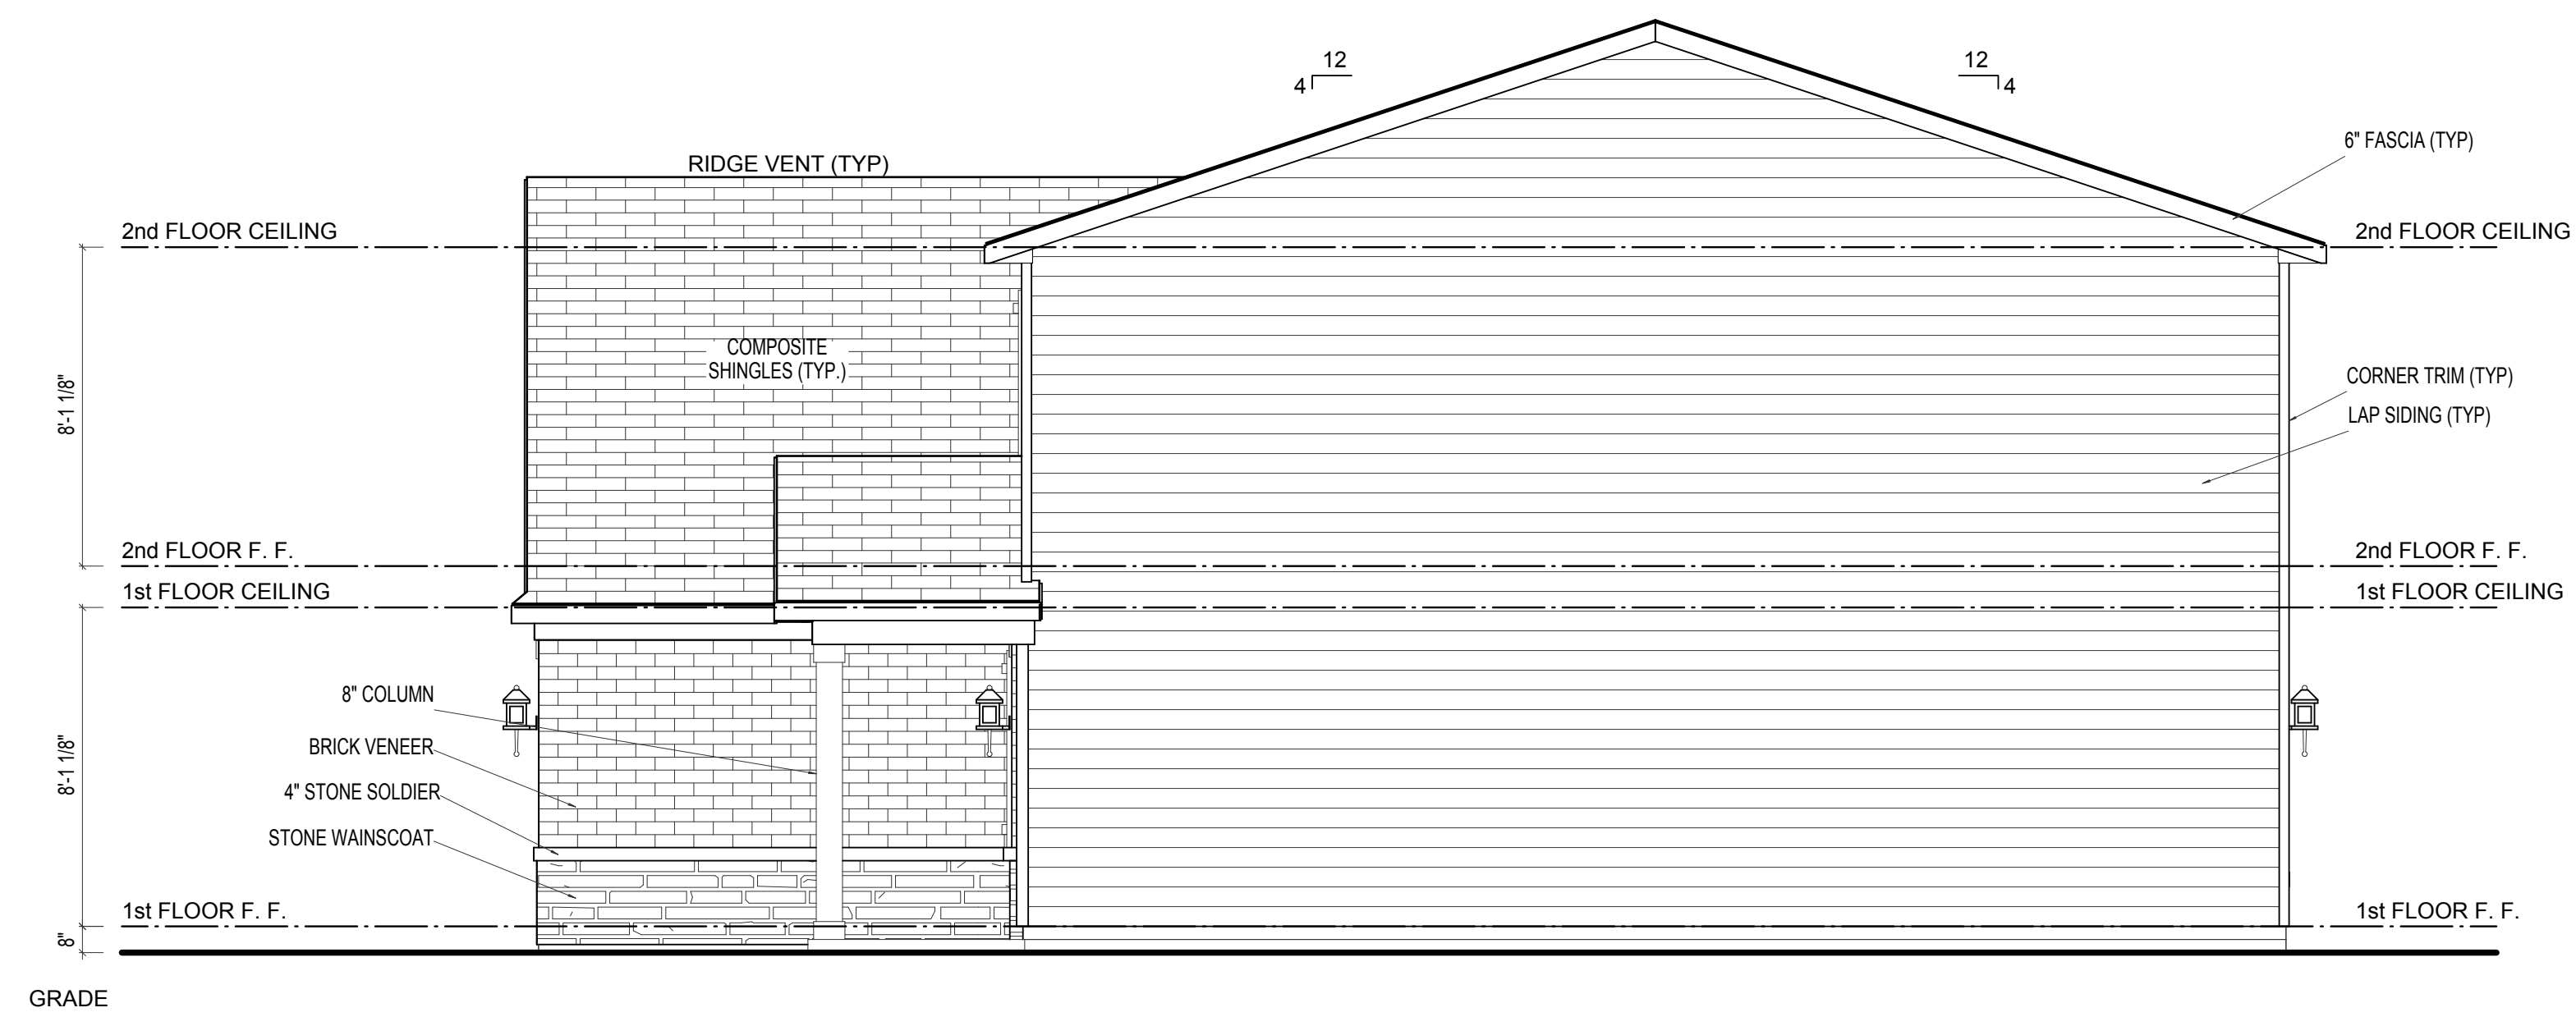 12
4
12
4
6" FASCIA (TYP)
RIDGE VENT (TYP)
2nd FLOOR CEILING
2nd FLOOR CEILING
COMPOSITE
SHINGLES (TYP.)
8'-1 1/8"
CORNER TRIM (TYP)
LAP SIDING (TYP)
2nd FLOOR F. F.
2nd FLOOR F. F.
1st FLOOR CEILING
1st FLOOR CEILING
8" COLUMN
BRICK VENEER
8'-1 1/8"
4" STONE SOLDIER
STONE WAINSCOAT
1st FLOOR F. F.
1st FLOOR F. F.
8"
GRADE